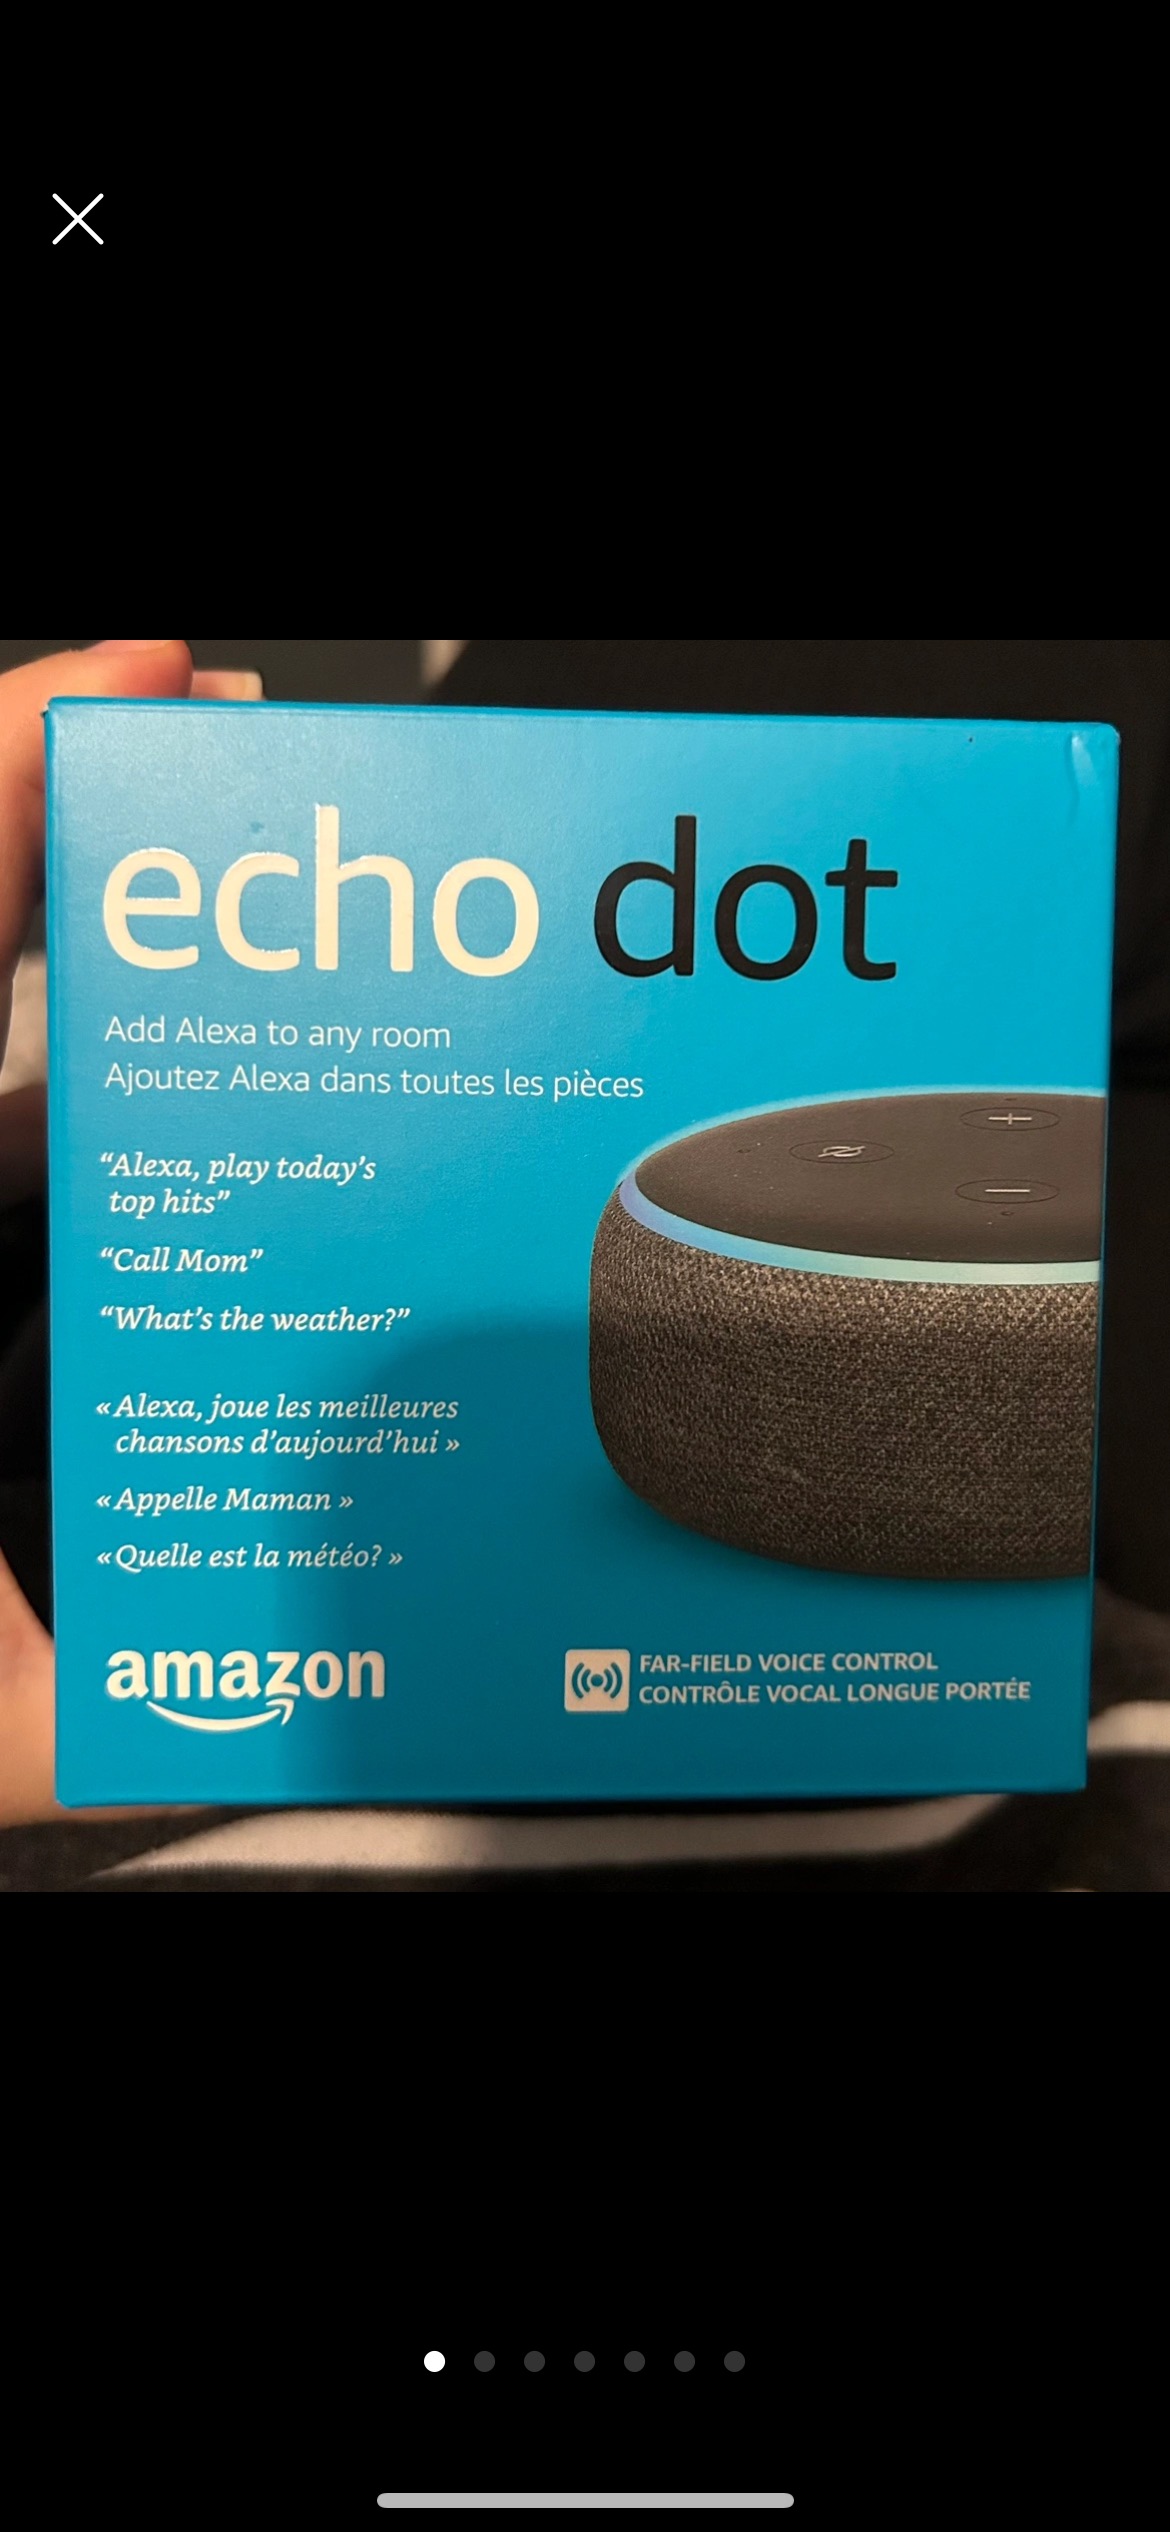 echo dot
Add Alexa to any room
Ajoutez Alexa dans toutes les pièces
“Alexa, play today’s
top hits”
“Call Mom”
“What’s the weather?”
« Alexa, joue les meilleures
chansons d’aujourd’hui »
« Appelle Maman »
« Quelle est la météo? »
amazon
FAR-FIELD VOICE CONTROL
CONTRÔLE VOCAL LONGUE PORTÉE